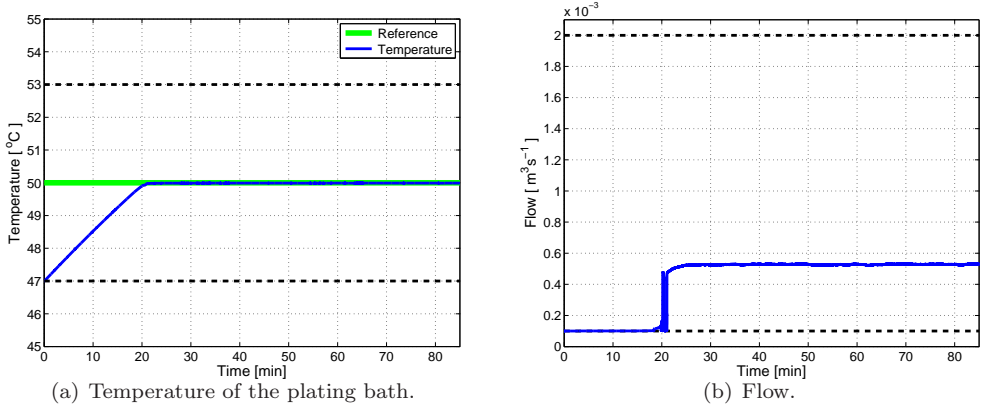 55
54
53
52
51
50
49
48
47
46
45
Temperature [ °C]
0 10 20 30 40 50 60 70 80
Time [min]
Reference
Temperature
(a) Temperature of the plating bath.
x 10⁻³
2
1.8
1.6
1.4
1.2
1
0.8
0.6
0.4
0.2
0
Flow [ m³s⁻¹]
0 10 20 30 40 50 60 70 80
Time [min]
(b) Flow.